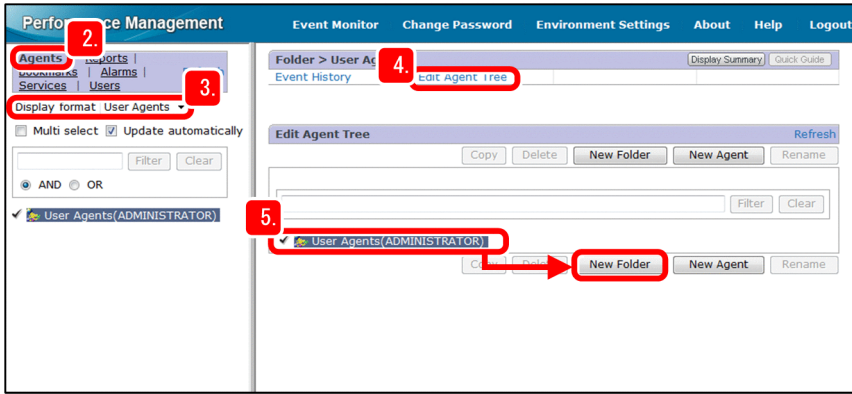 Performance Management
Event Monitor Change Password Environment Settings About Help Logout
2.
Agents | Reports |
Bookmarks | Alarms |
Services | Users
3.
Display format User Agents
Multi select Update automatically
Filter Clear
AND OR
User Agents(ADMINISTRATOR)
Folder > User Ag
Display Summary Quick Guide
4.
Event History Edit Agent Tree
Edit Agent Tree Refresh
Copy Delete New Folder New Agent Rename
Filter Clear
5.
User Agents(ADMINISTRATOR)
Copy Delete New Folder New Agent Rename